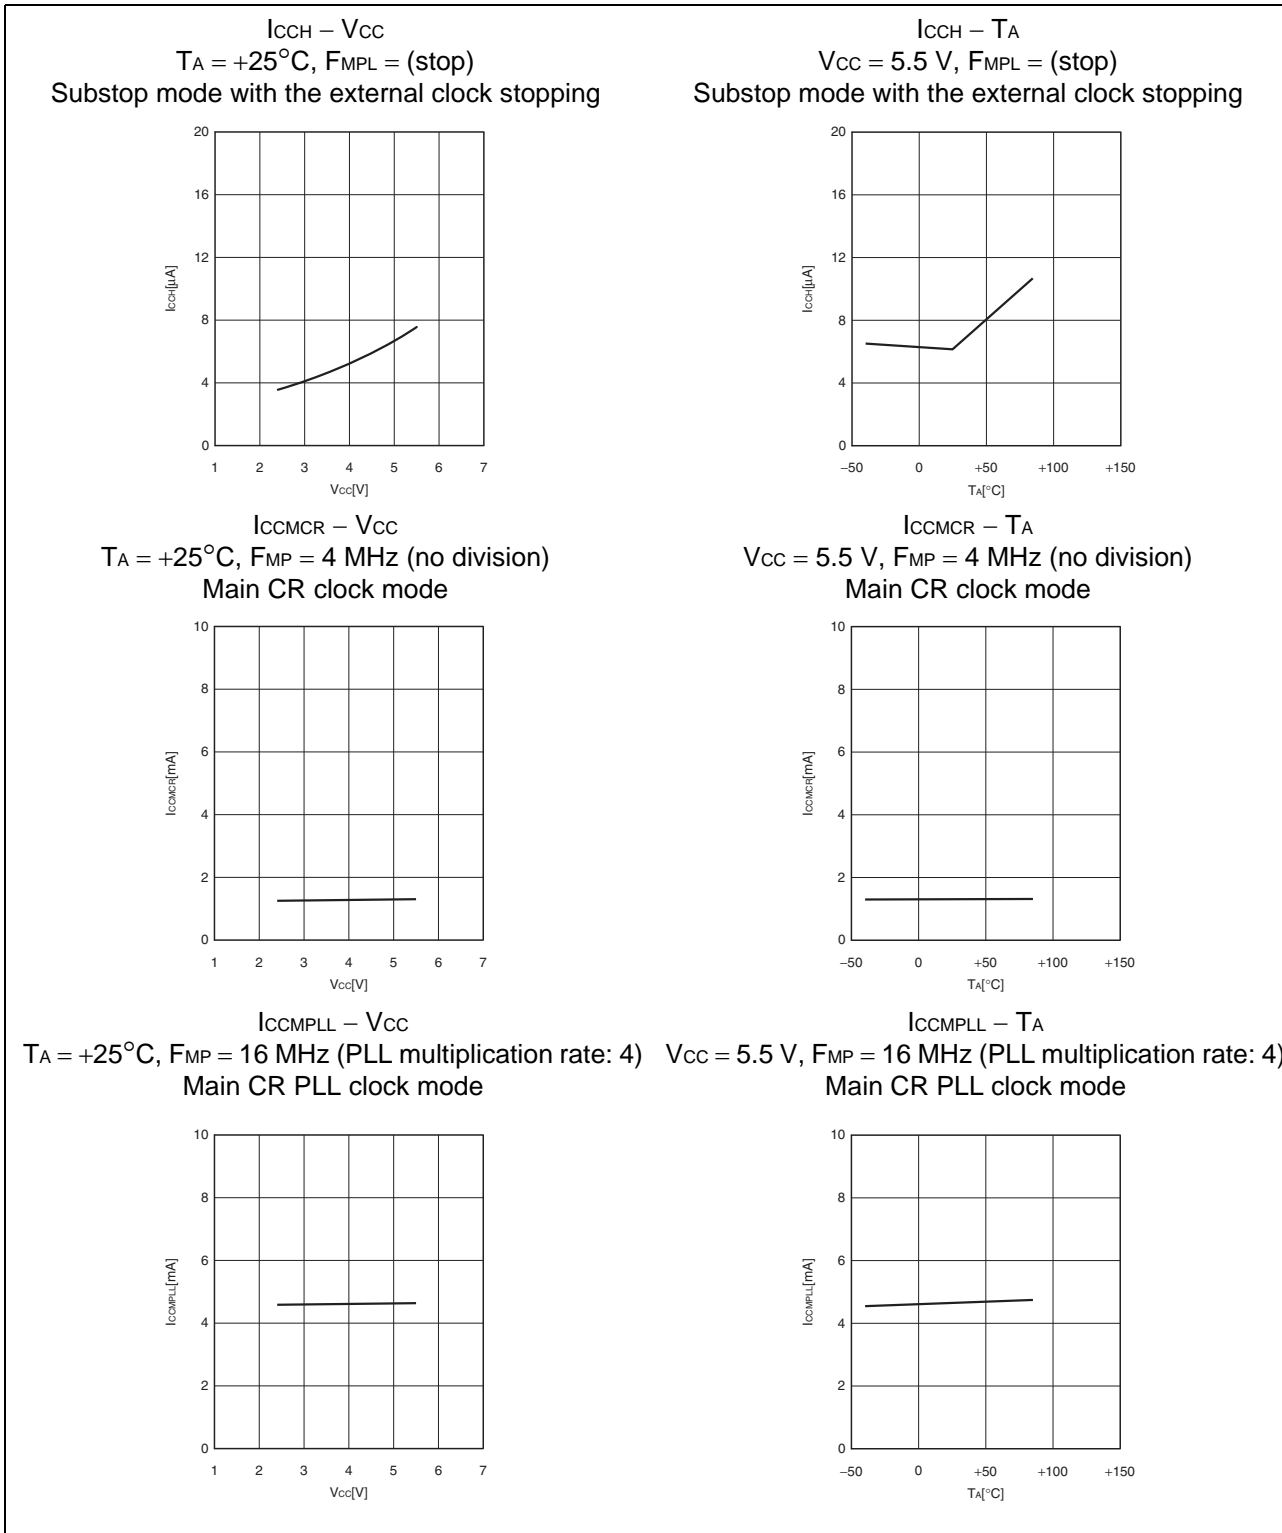 ICCH − VCC
TA = +25°C, FMPL = (stop)
Substop mode with the external clock stopping
20
16
12
8
4
0
ICCH[µA]
1 2 3 4 5 6 7
VCC[V]
ICCH − TA
VCC = 5.5 V, FMPL = (stop)
Substop mode with the external clock stopping
20
16
12
8
4
0
ICCH[µA]
−50 0 +50 +100 +150
TA[°C]
ICCMCR − VCC
TA = +25°C, FMP = 4 MHz (no division)
Main CR clock mode
10
8
6
4
2
0
ICCMCR[mA]
1 2 3 4 5 6 7
VCC[V]
ICCMCR − TA
VCC = 5.5 V, FMP = 4 MHz (no division)
Main CR clock mode
10
8
6
4
2
0
ICCMCR[mA]
−50 0 +50 +100 +150
TA[°C]
ICCMPLL − VCC
TA = +25°C, FMP = 16 MHz (PLL multiplication rate: 4)
Main CR PLL clock mode
10
8
6
4
2
0
ICCMPLL[mA]
1 2 3 4 5 6 7
VCC[V]
ICCMPLL − TA
VCC = 5.5 V, FMP = 16 MHz (PLL multiplication rate: 4)
Main CR PLL clock mode
10
8
6
4
2
0
ICCMPLL[mA]
−50 0 +50 +100 +150
TA[°C]